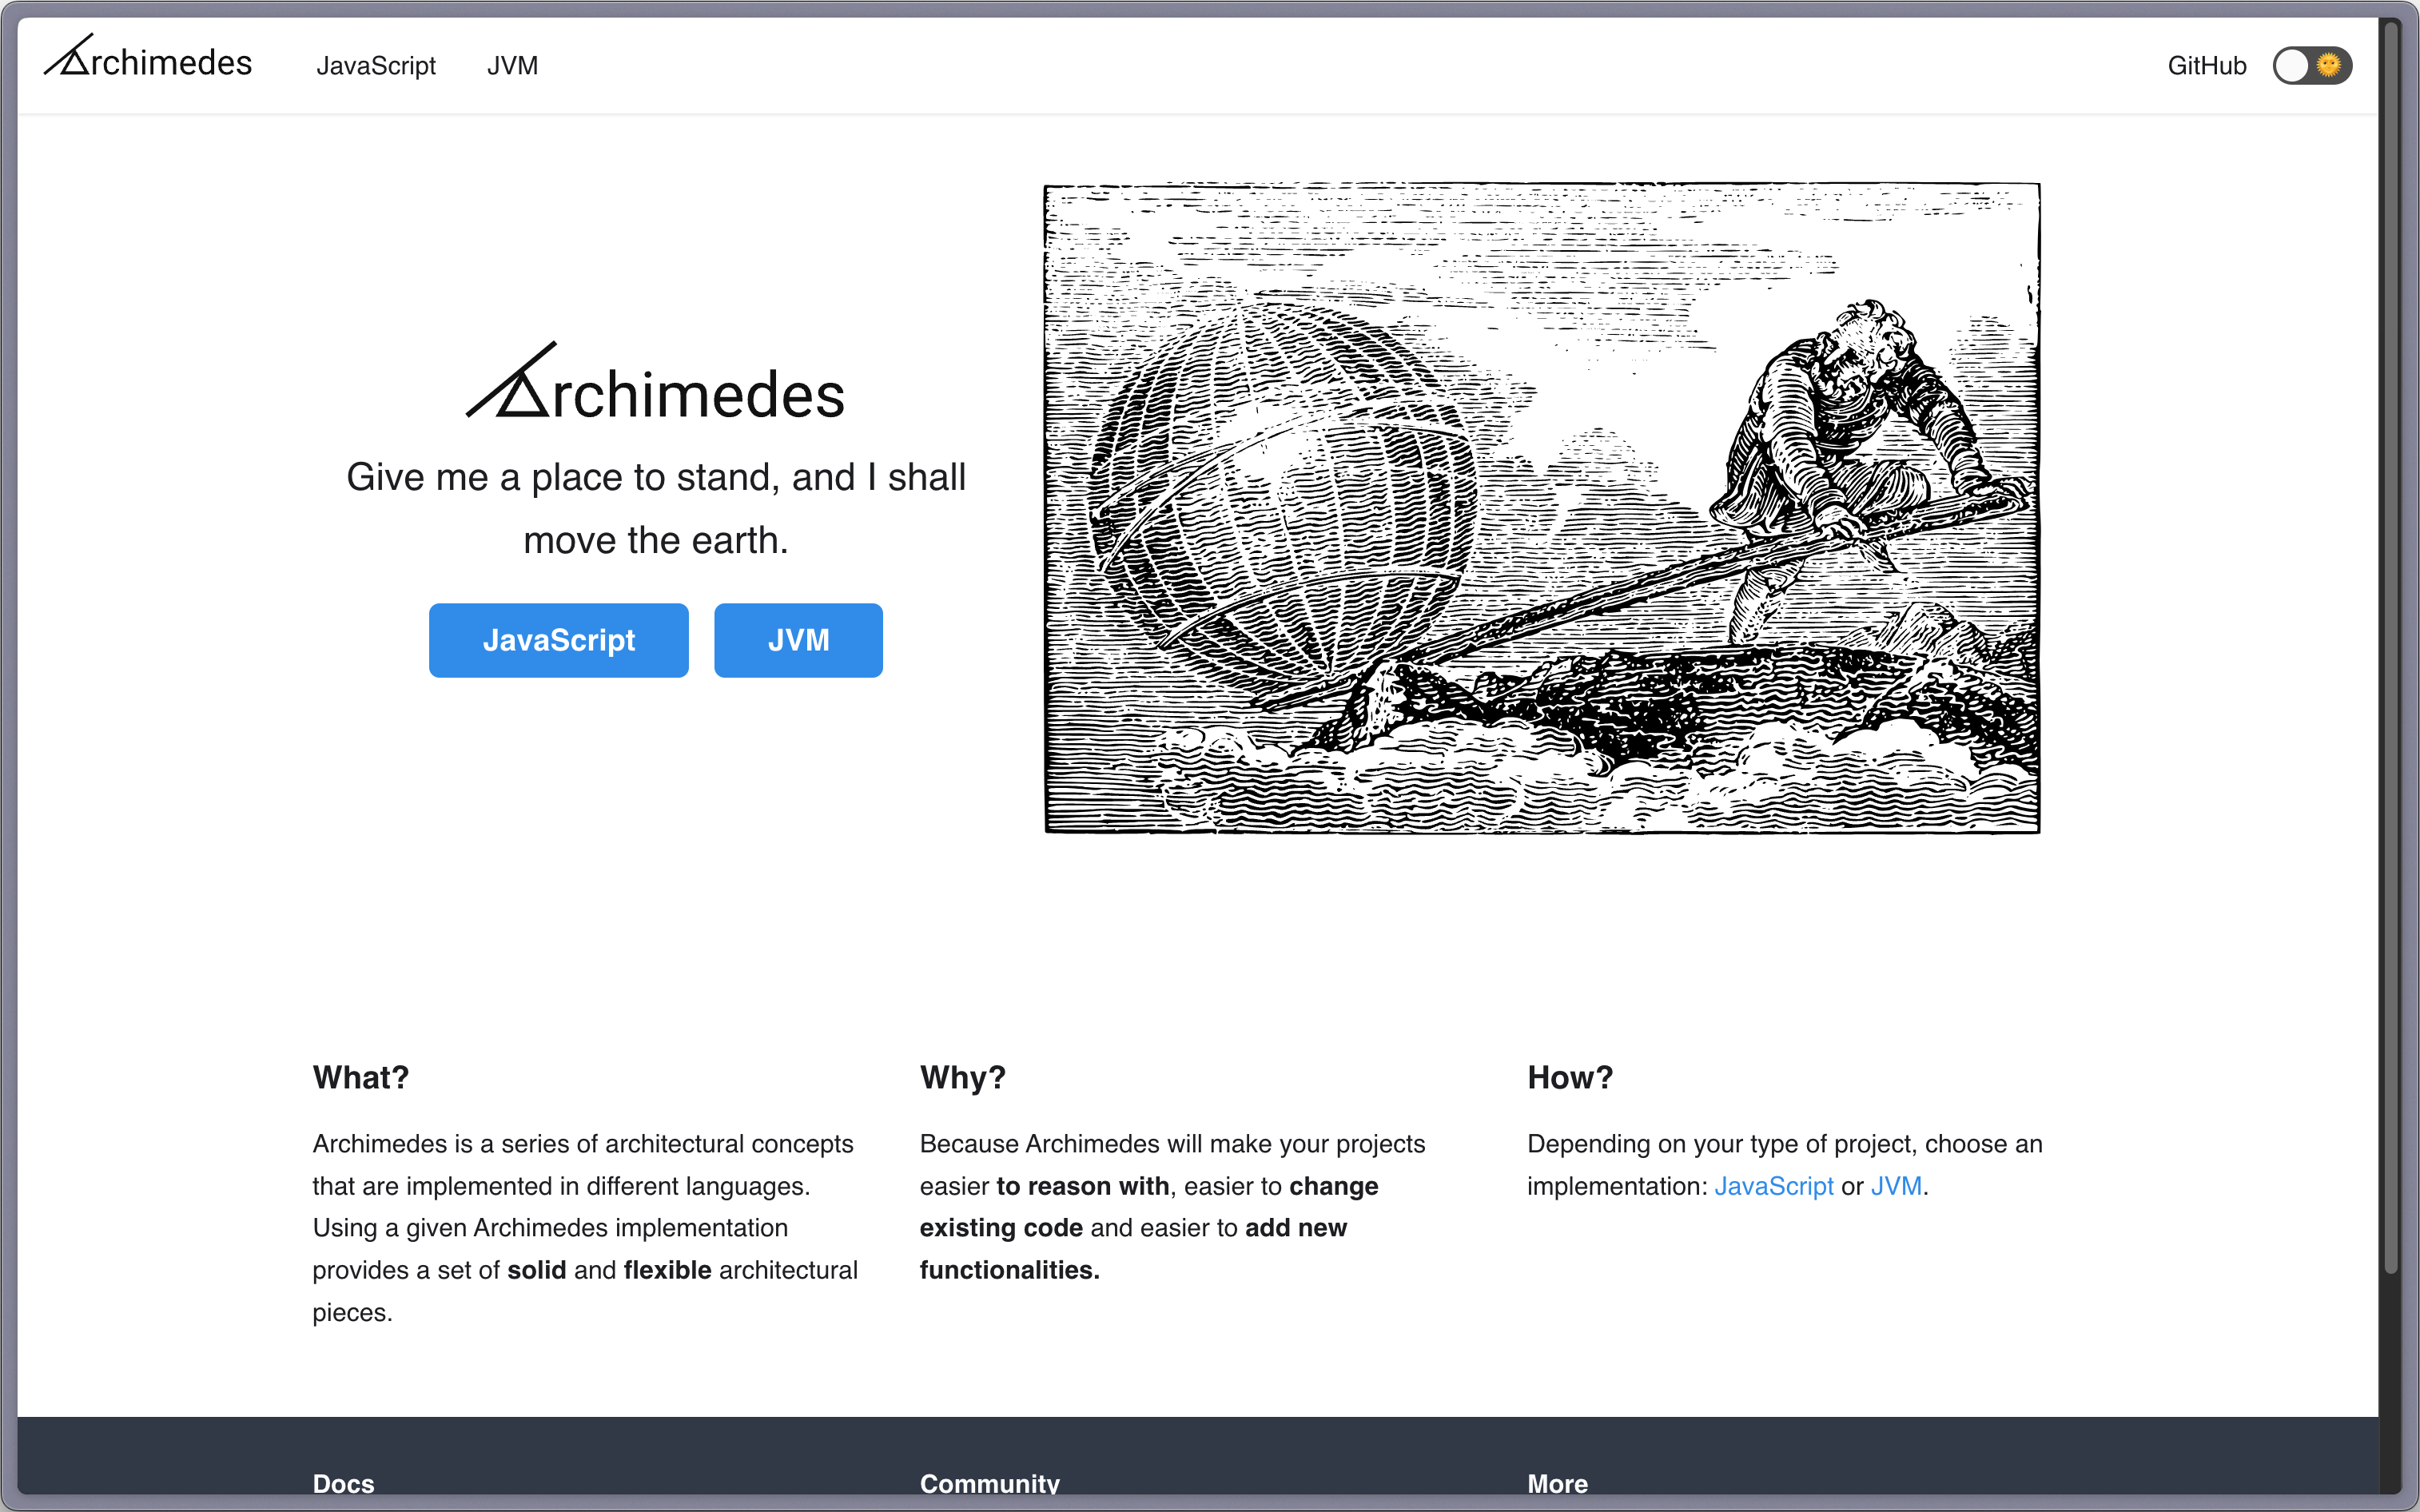 Archimedes
JavaScript
JVM
GitHub
Archimedes
Give me a place to stand, and I shall
move the earth.
JavaScript
JVM
What?
Archimedes is a series of architectural concepts
that are implemented in different languages.
Using a given Archimedes implementation
provides a set of solid and flexible architectural
pieces.
Why?
Because Archimedes will make your projects
easier to reason with, easier to change
existing code and easier to add new
functionalities.
How?
Depending on your type of project, choose an
implementation: JavaScript or JVM.
Docs
Community
More